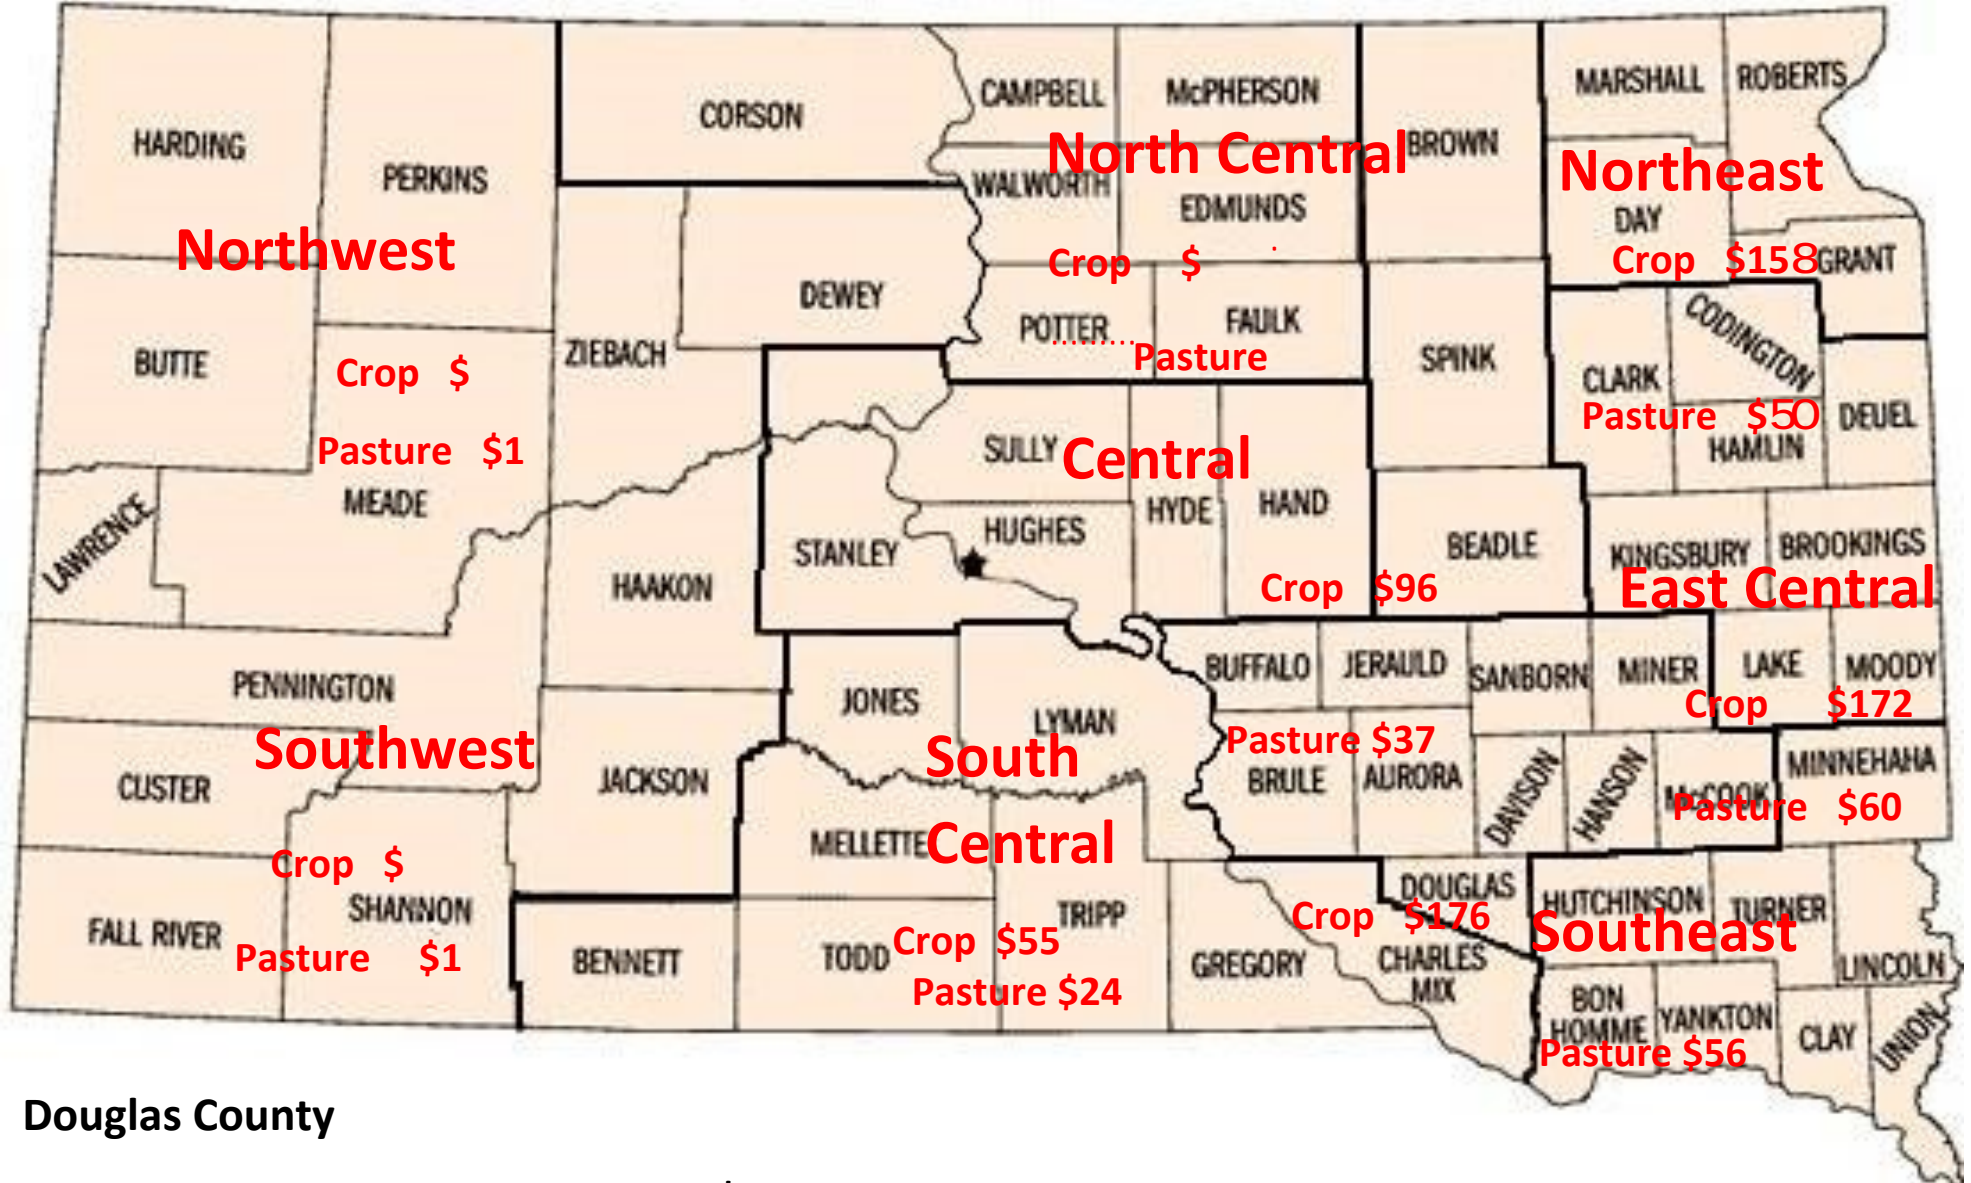 CORSON
CAMPBELL
McPHERSON
MARSHALL
ROBERTS
HARDING
PERKINS
North Central
BROWN
Northeast
WALWORTH
EDMUNDS
DAY
Northwest
Crop $
Crop $158
GRANT
DEWEY
POTTER
FAULK
CODINGTON
BUTTE
ZIEBACH
Pasture
SPINK
CLARK
Crop $
Pasture $50
DEUEL
Pasture $1
SULLY
Central
HAMLIN
MEADE
HYDE
HAND
LAWRENCE
STANLEY
HUGHES
BEADLE
KINGSBURY
BROOKINGS
HAAKON
Crop $96
East Central
PENNINGTON
BUFFALO
JERAULD
SANBORN
MINER
LAKE
MOODY
JONES
LYMAN
Crop $172
Southwest
South
Pasture $37
CUSTER
JACKSON
BRULE
AURORA
DAVISON
HANSON
McCOOK
MINNEHAHA
Pasture $60
MELLETTE
Central
Crop $
DOUGLAS
HUTCHINSON
TURNER
FALL RIVER
SHANNON
TRIPP
Crop $176
Southeast
Pasture $1
BENNETT
TODD
Crop $55
GREGORY
CHARLES
MIX
LINCOLN
Pasture $24
BON
HOMME
YANKTON
CLAY
UNION
Pasture $56
Douglas County